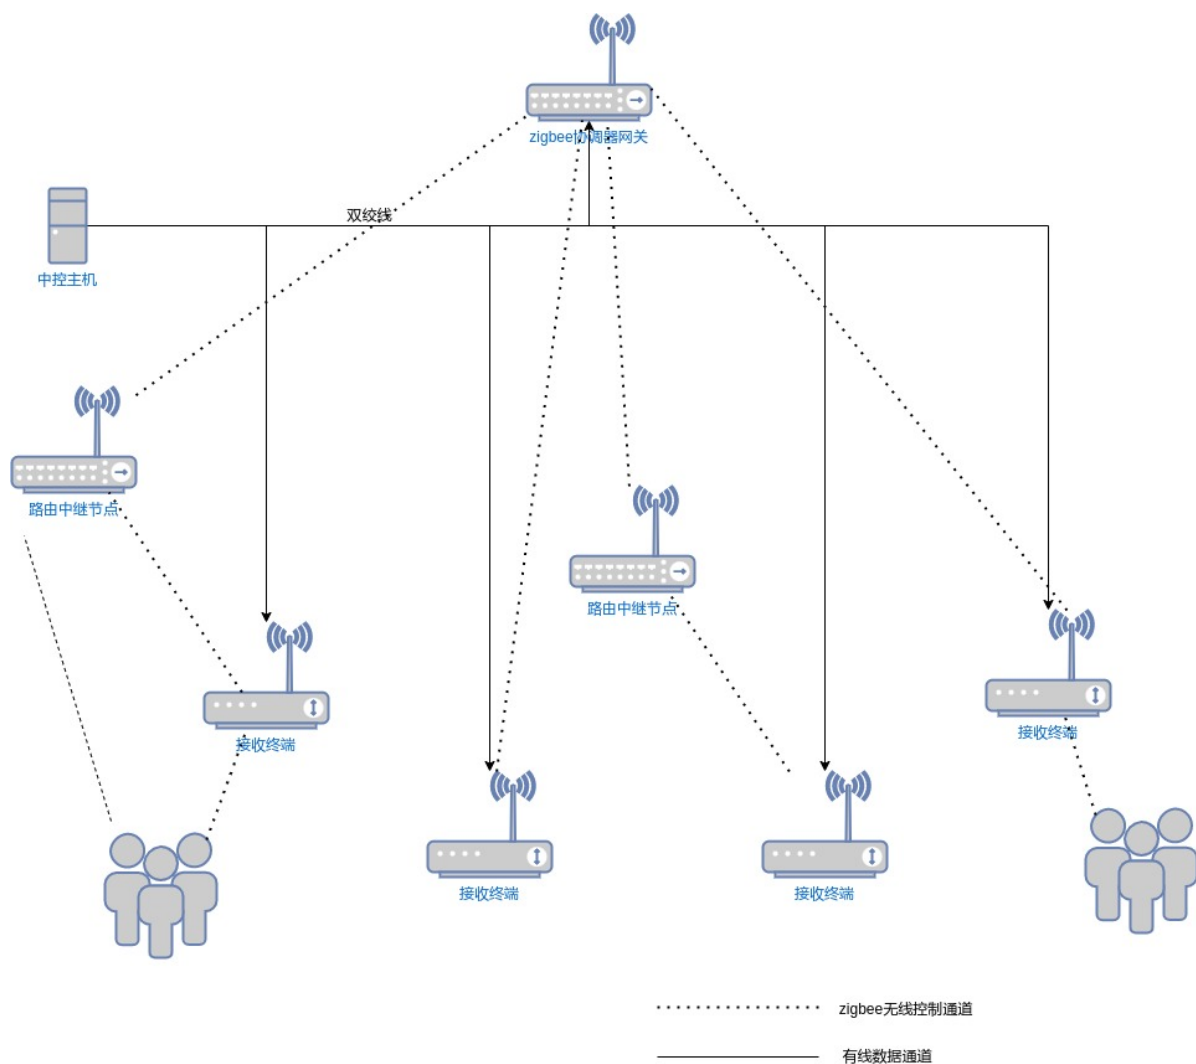 zigbee协调器网关
双绞线
中控主机
路由中继节点
路由中继节点
接收终端
接收终端
接收终端
接收终端
zigbee无线控制通道
有线数据通道